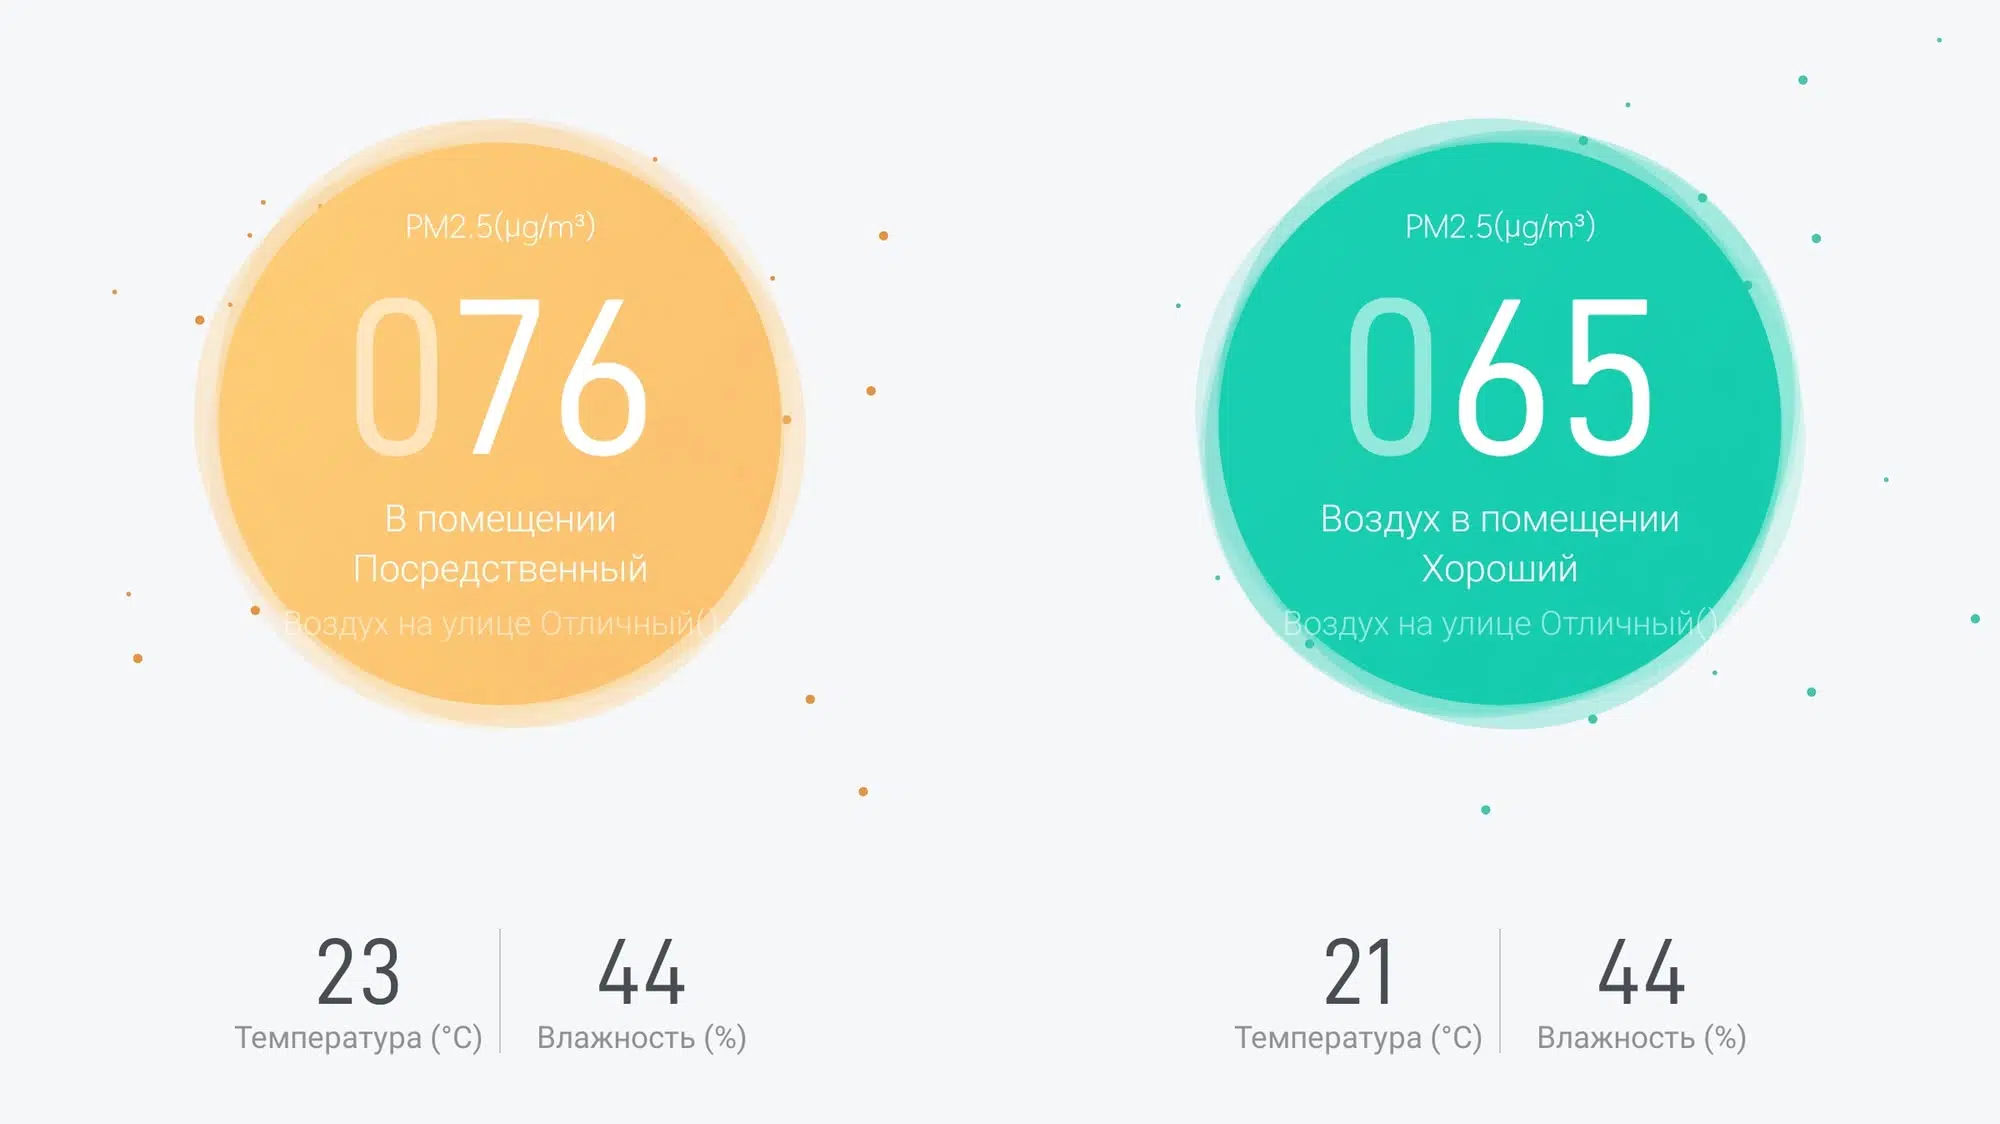 PM2.5(µg/m³)
076
В помещении
Посредственный
Воздух на улице Отличный()
23
Температура (°C)
44
Влажность (%)
PM2.5(µg/m³)
065
Воздух в помещении
Хороший
Воздух на улице Отличный()
21
Температура (°C)
44
Влажность (%)